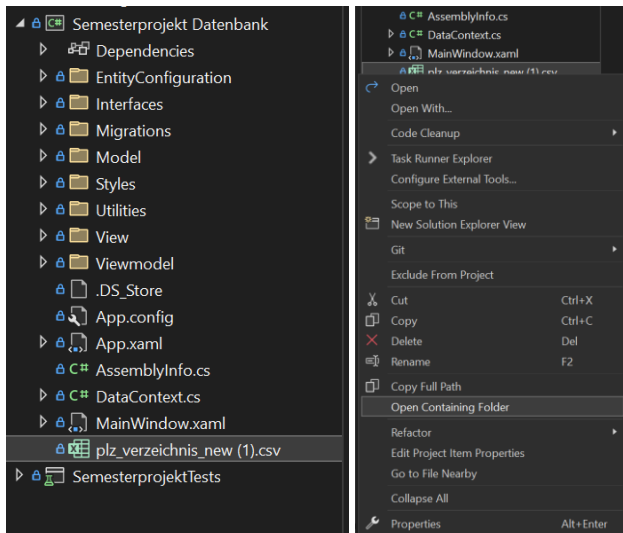 Semesterprojekt Datenbank
Dependencies
EntityConfiguration
Interfaces
Migrations
Model
Styles
Utilities
View
Viewmodel
.DS_Store
App.config
App.xaml
C# AssemblyInfo.cs
C# DataContext.cs
MainWindow.xaml
plz_verzeichnis_new (1).csv
SemesterprojektTests
C# AssemblyInfo.cs
C# DataContext.cs
MainWindow.xaml
plz_verzeichnis_new (1).csv
Open
Open With...
Code Cleanup
Task Runner Explorer
Configure External Tools...
Scope to This
New Solution Explorer View
Git
Exclude From Project
Cut Ctrl+X
Copy Ctrl+C
Delete Del
Rename F2
Copy Full Path
Open Containing Folder
Refactor
Edit Project Item Properties
Go to File Nearby
Collapse All
Properties Alt+Enter